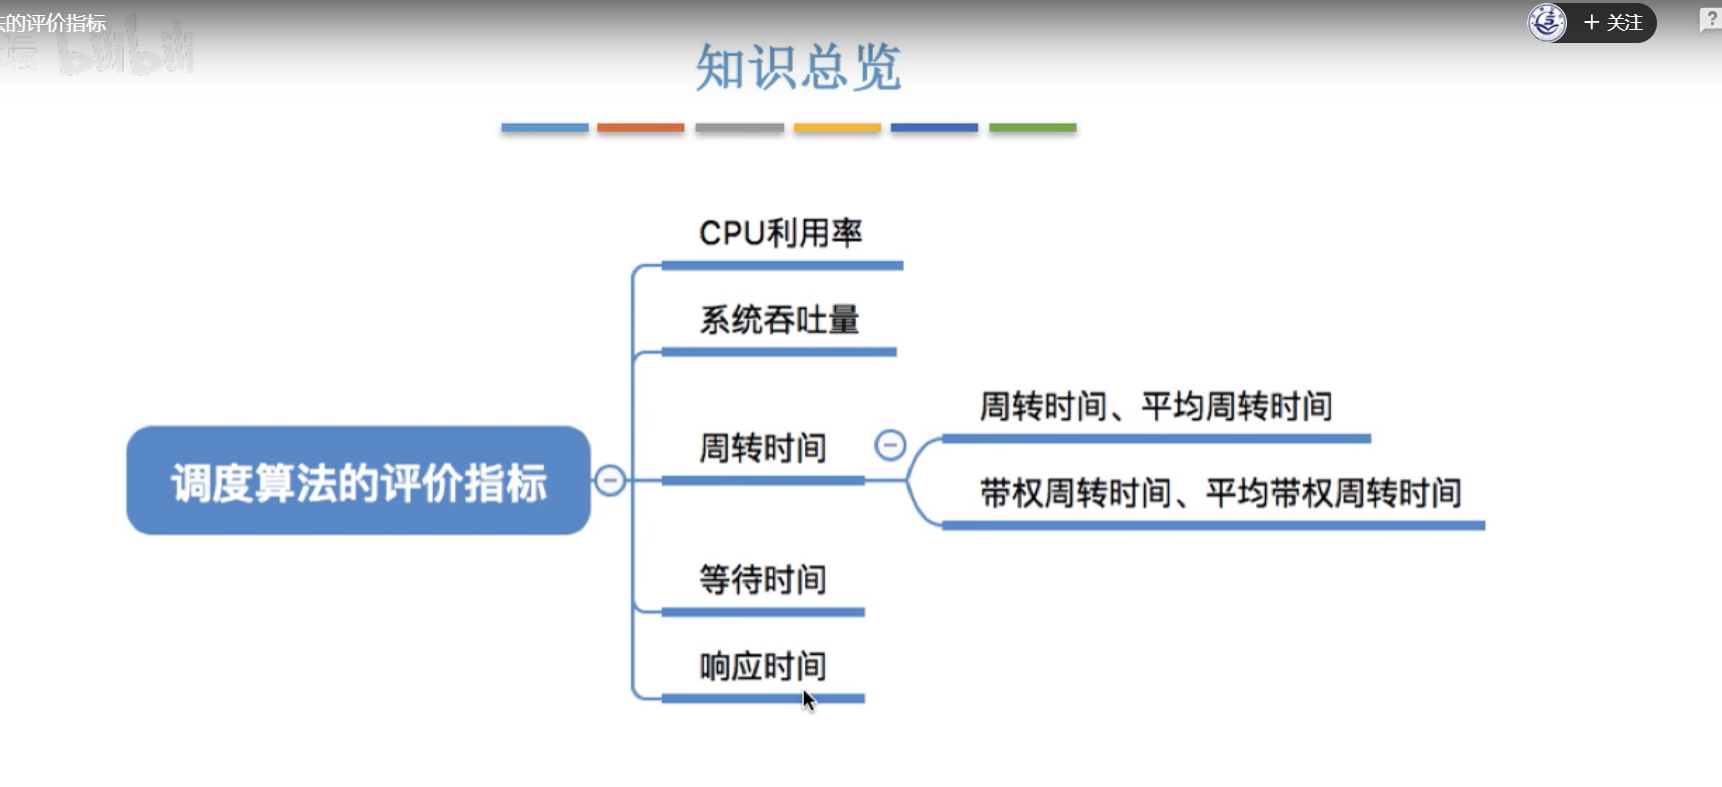 法的评价指标
关注
坛 bilibili
知识总览
CPU利用率
系统吞吐量
周转时间、平均周转时间
周转时间
调度算法的评价指标
带权周转时间、平均带权周转时间
等待时间
响应时间